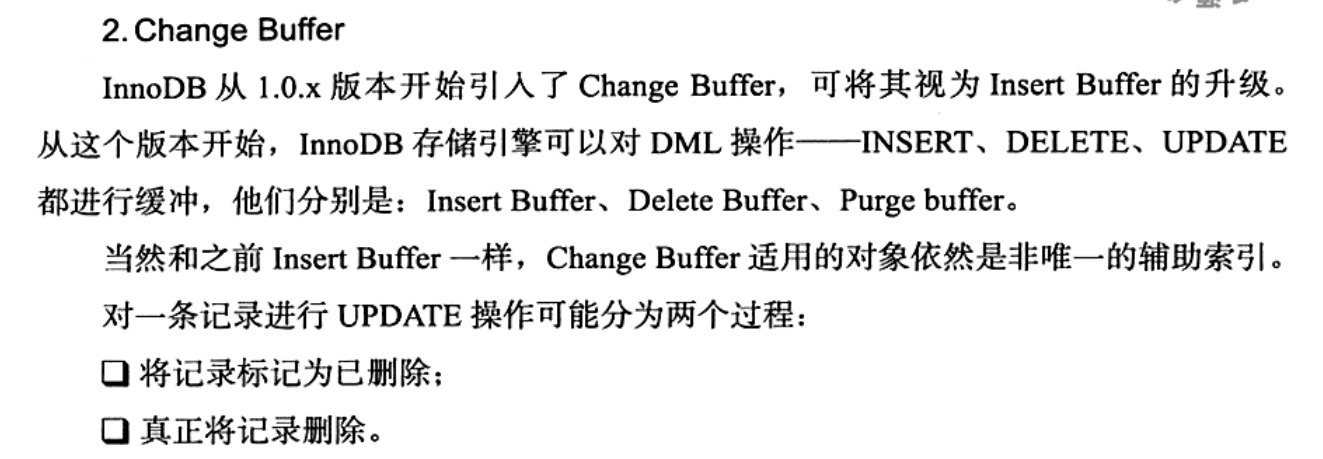 2. Change Buffer
InnoDB 从 1.0.x 版本开始引入了 Change Buffer，可将其视为 Insert Buffer 的升级。
从这个版本开始，InnoDB 存储引擎可以对 DML 操作——INSERT、DELETE、UPDATE
都进行缓冲，他们分别是：Insert Buffer、Delete Buffer、Purge buffer。
当然和之前 Insert Buffer 一样，Change Buffer 适用的对象依然是非唯一的辅助索引。
对一条记录进行 UPDATE 操作可能分为两个过程：
❑ 将记录标记为已删除；
❑ 真正将记录删除。